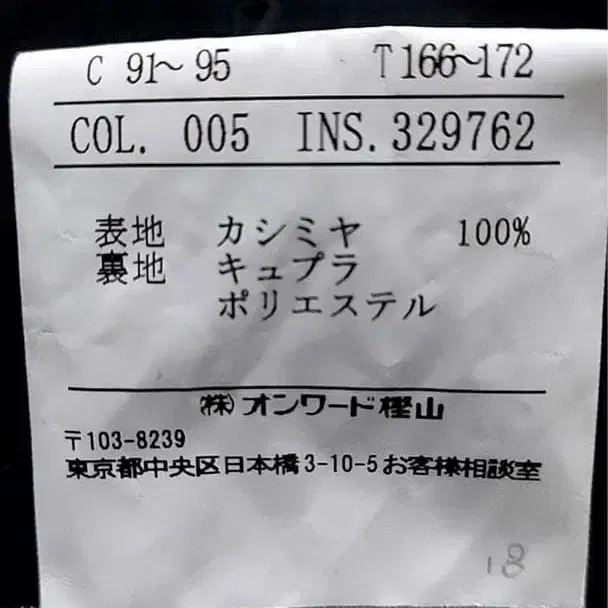 C 91～95 T166～172
COL. 005 INS.329762
表地 カシミヤ 100%
裏地 キュプラ
ポリエステル
(株)オンワード樫山
〒103-8239
東京都中央区日本橋3-10-5お客様相談室
18